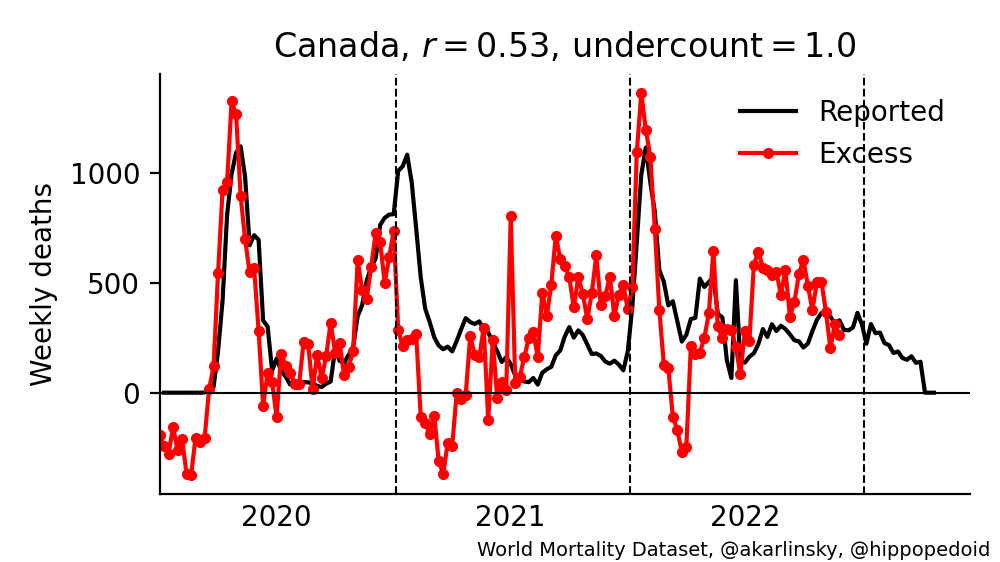 Canada, r = 0.53, undercount = 1.0
Reported
Excess
Weekly deaths
1000
500
0
2020
2021
2022
World Mortality Dataset, @akarlinsky, @hippopedoid